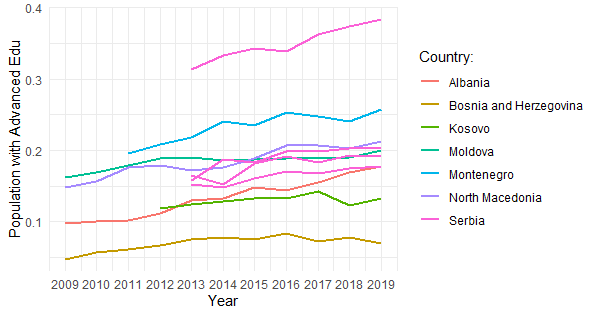 Population with Advanced Edu
0.4
0.3
0.2
0.1
2009 2010 2011 2012 2013 2014 2015 2016 2017 2018 2019
Year
Country:
Albania
Bosnia and Herzegovina
Kosovo
Moldova
Montenegro
North Macedonia
Serbia